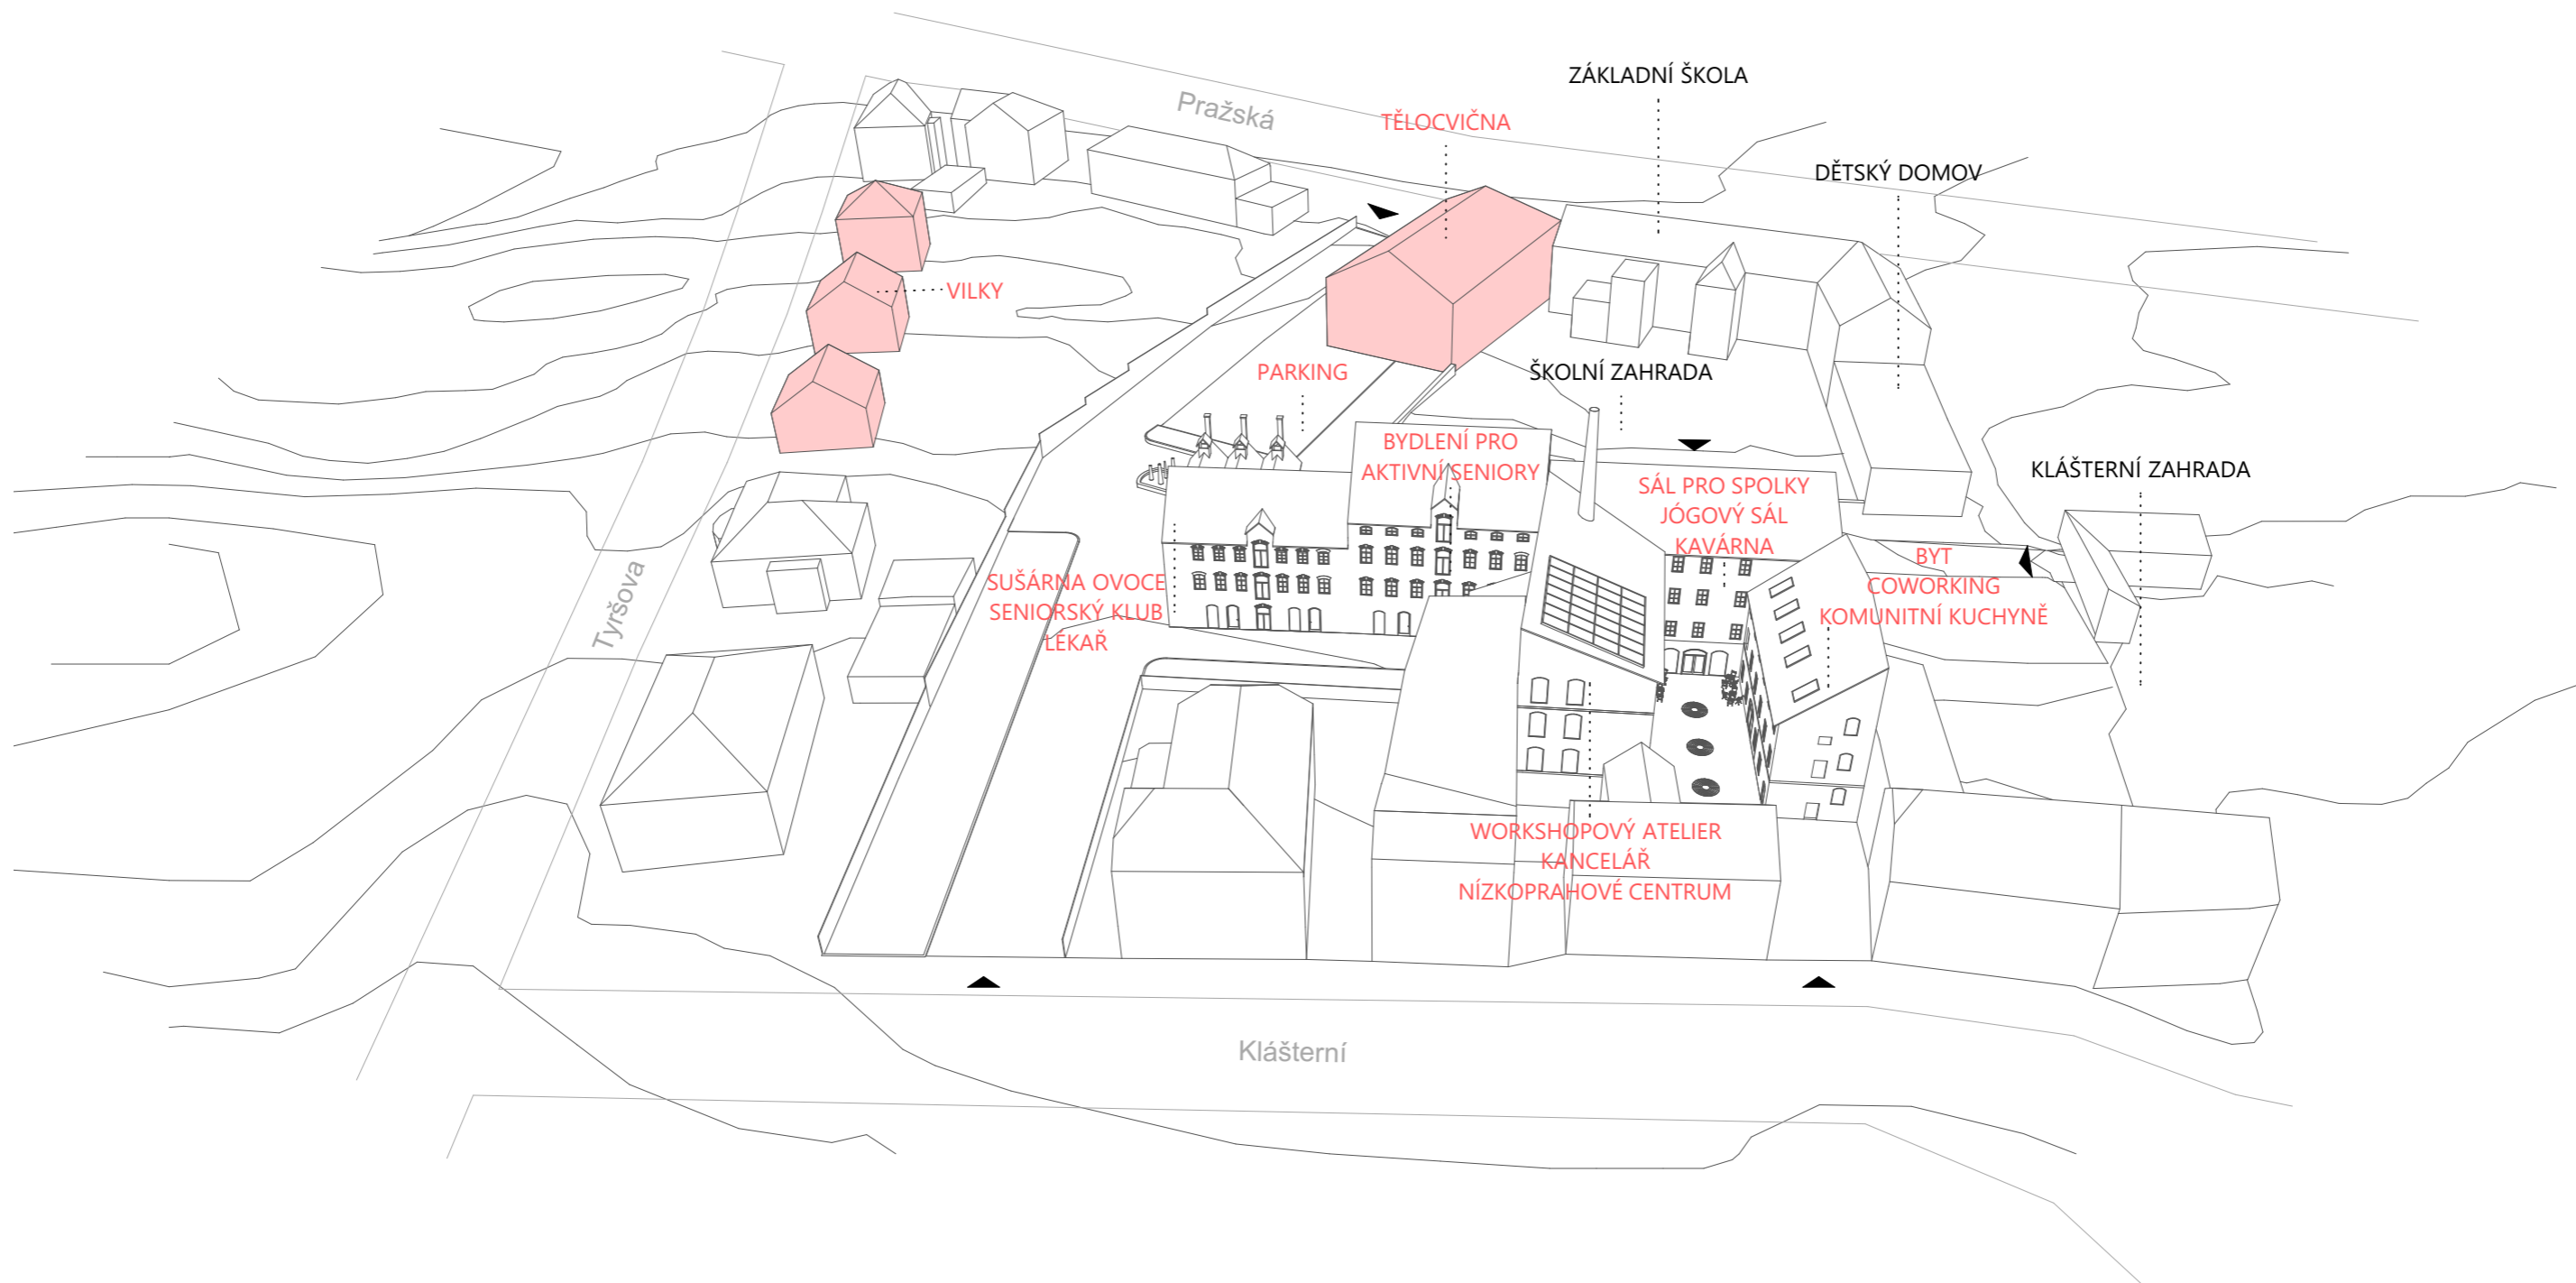 ZÁKLADNÍ ŠKOLA
Pražská
TĚLOCVIČNA
DĚTSKÝ DOMOV
VILKY
PARKING
ŠKOLNÍ ZAHRADA
BYDLENÍ PRO
AKTIVNÍ SENIORY
KLÁŠTERNÍ ZAHRADA
SÁL PRO SPOLKY
JÓGOVÝ SÁL
KAVÁRNA
BYT
COWORKING
KOMUNITNÍ KUCHYNĚ
Tyršova
SUŠÁRNA OVOCE
SENIORSKÝ KLUB
LÉKAŘ
WORKSHOPOVÝ ATELIER
KANCELÁŘ
NÍZKOPRAHOVÉ CENTRUM
Klášterní